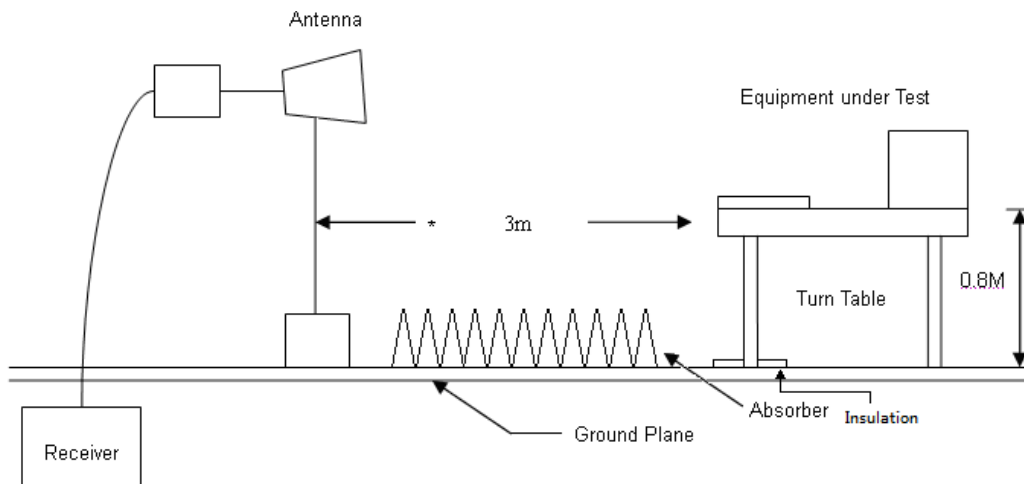 Antenna
Equipment under Test
* 3m
0.8M
Turn Table
Absorber
Insulation
Ground Plane
Receiver